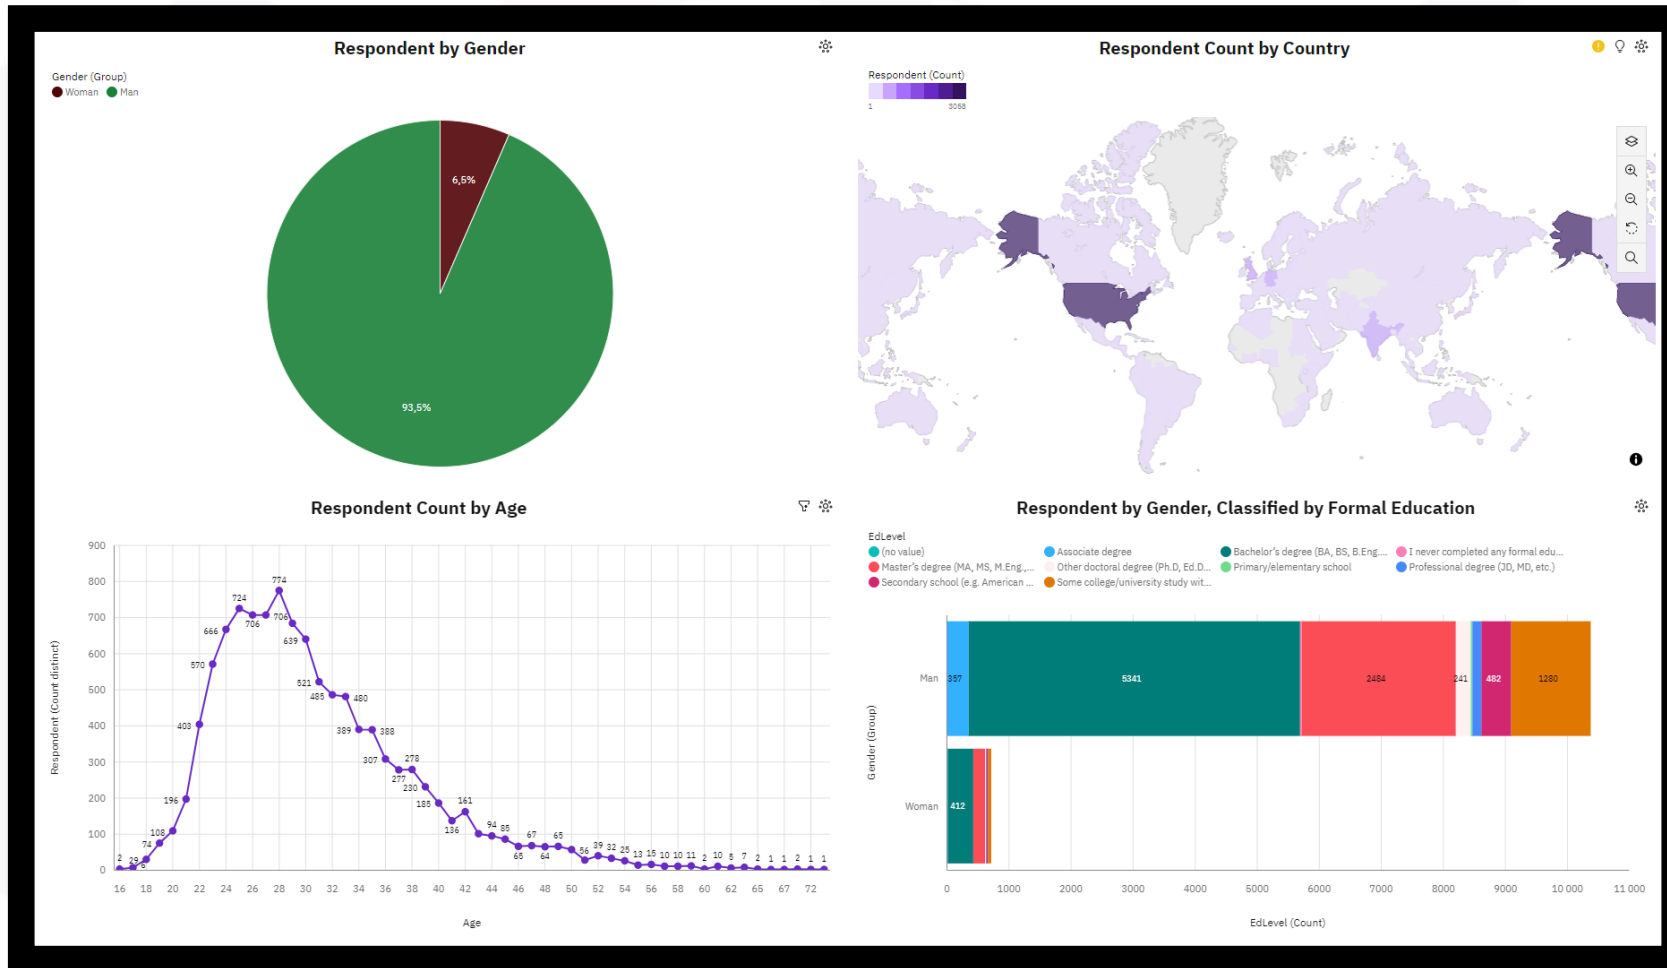 Respondent by Gender
Gender (Group)
Woman Man
6,5%
93,5%
Respondent Count by Country
Respondent (Count)
1 3058
Respondent Count by Age
Respondent (Count distinct)
900
800
700
600
500
400
300
200
100
0
2 6 29 74 108 196 403 570 666 724 706 774 706 639 521 485 480 389 388 307 277 278 230 185 136 161 94 85 65 67 64 65 56 39 32 25 13 15 10 10 11 2 10 5 7 2 1 1 2 1 1
16 18 20 22 24 26 28 30 32 34 36 38 40 42 44 46 48 50 52 54 56 58 60 62 65 67 72
Age
Respondent by Gender, Classified by Formal Education
EdLevel
(no value) Associate degree Bachelor's degree (BA, BS, B.Eng.... I never completed any formal edu...
Master's degree (MA, MS, M.Eng.,... Other doctoral degree (Ph.D, Ed.D... Primary/elementary school Professional degree (JD, MD, etc.)
Secondary school (e.g. American ... Some college/university study wit...
Gender (Group)
Man 357 5341 2484 241 482 1280
Woman 412
0 1000 2000 3000 4000 5000 6000 7000 8000 9000 10 000 11 000
EdLevel (Count)